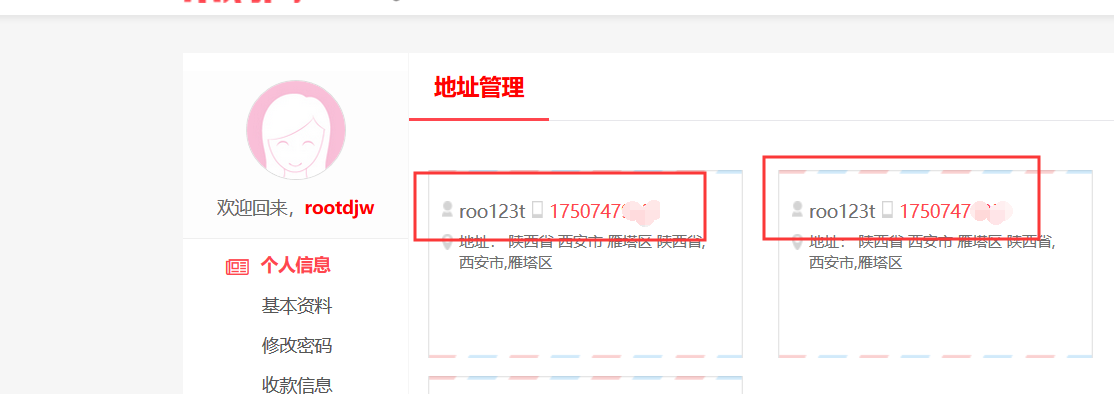 地址管理
欢迎回来，rootdjw
个人信息
基本资料
修改密码
收款信息
roo123t 1750747
地址： 陕西省 西安市 雁塔区 陕西省,
西安市,雁塔区
roo123t 1750747
地址： 陕西省 西安市 雁塔区 陕西省,
西安市,雁塔区